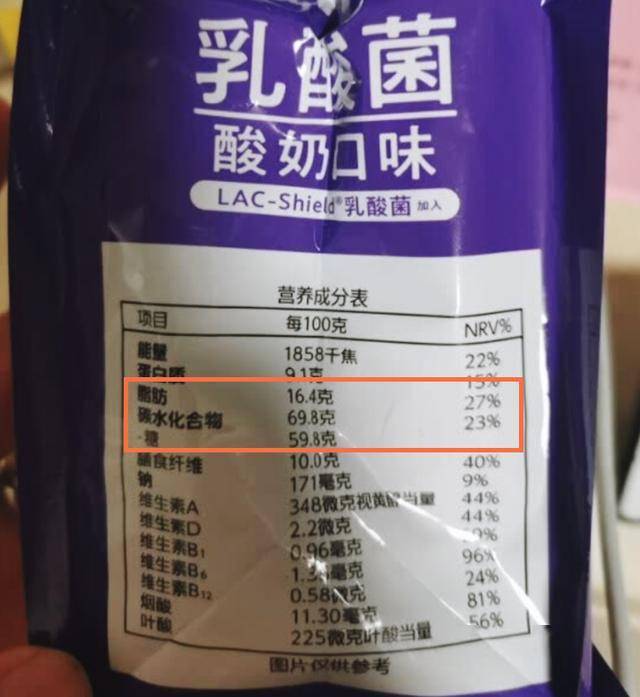 乳酸菌
酸奶口味
LAC-Shield®乳酸菌 加入
营养成分表
项目 每100克 NRV%
能量 1858千焦 22%
蛋白质 9.1克 15%
脂肪 16.4克 27%
碳水化合物 69.8克 23%
-糖 59.8克
膳食纤维 10.0克 40%
钠 171毫克 9%
维生素A 348微克视黄醇当量 44%
维生素D 2.2微克 44%
维生素B₁ 0.96毫克
维生素B₆ 96%
维生素B₁₂ 0.58微克 24%
烟酸 11.30毫克 81%
叶酸 225微克叶酸当量 56%
图片仅供参考